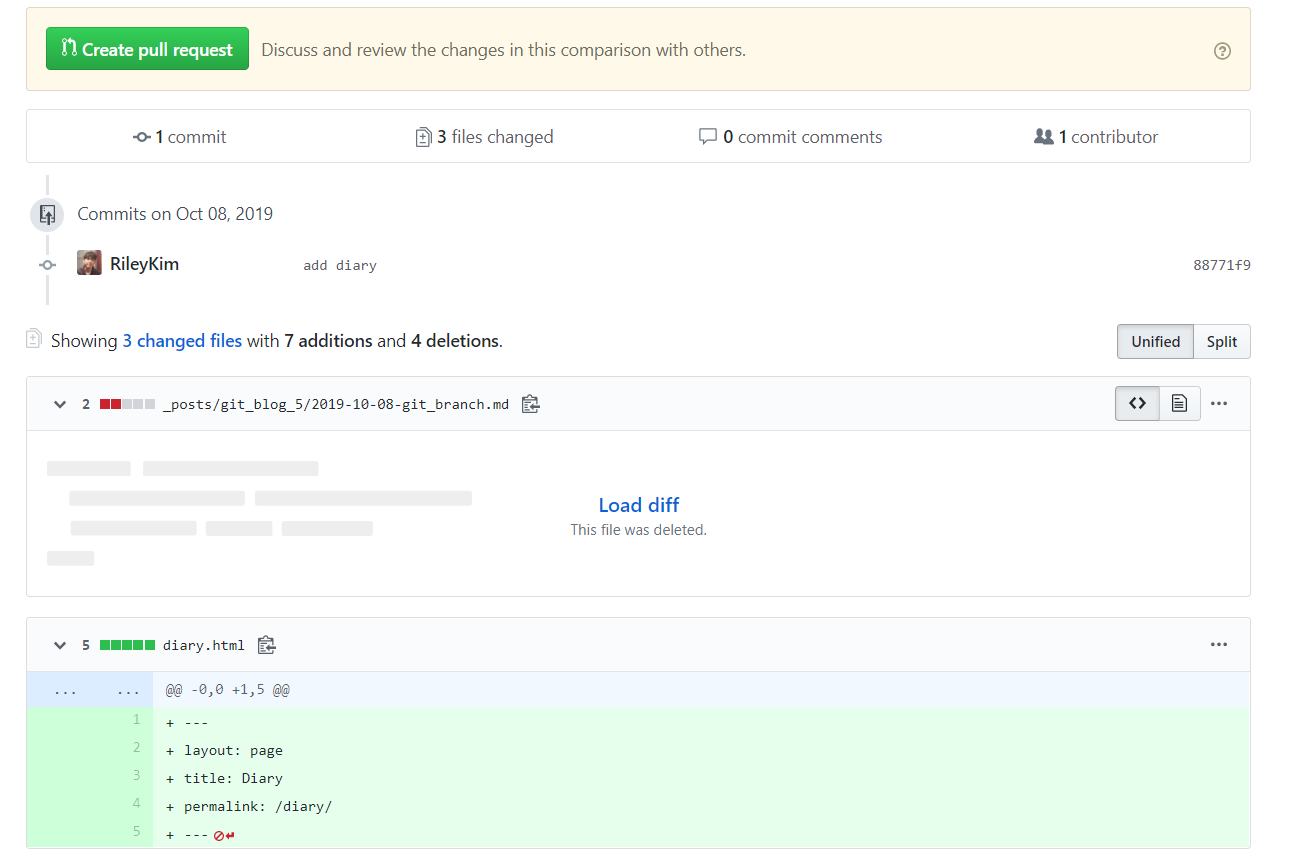 Create pull request Discuss and review the changes in this comparison with others.
1 commit 3 files changed 0 commit comments 1 contributor
Commits on Oct 08, 2019
RileyKim add diary 88771f9
Showing 3 changed files with 7 additions and 4 deletions. Unified Split
2 _posts/git_blog_5/2019-10-08-git_branch.md
Load diff
This file was deleted.
5 diary.html
... ... @@ -0,0 +1,5 @@
1 + ---
2 + layout: page
3 + title: Diary
4 + permalink: /diary/
5 + ---